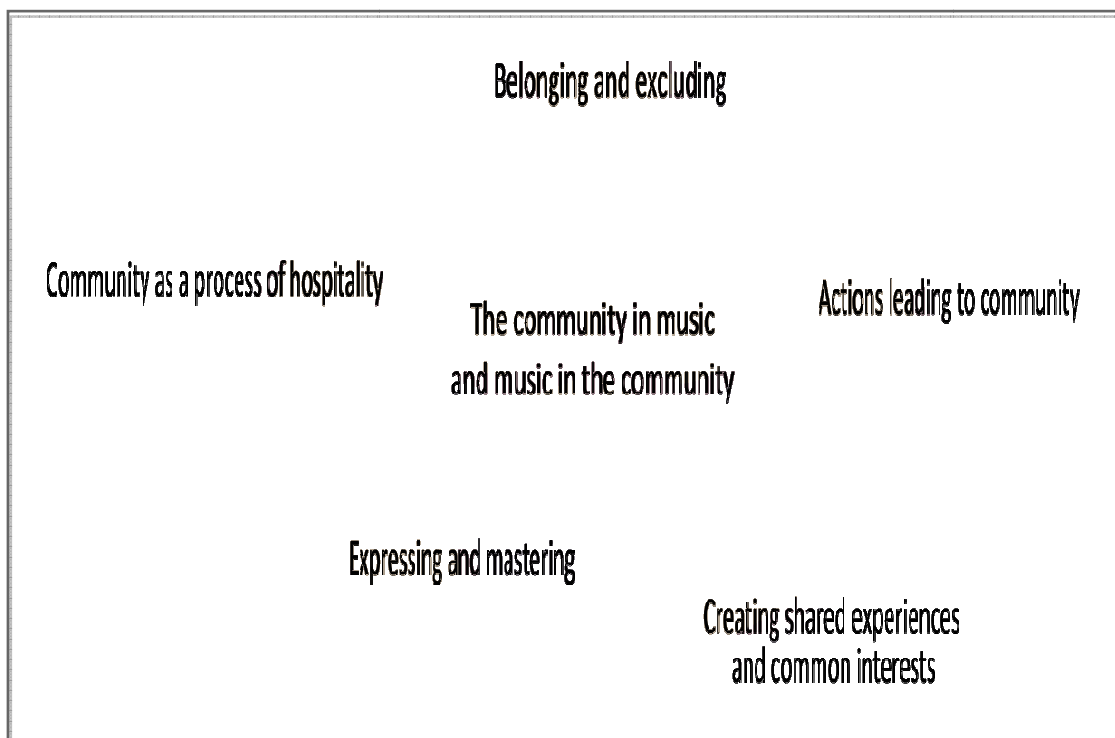 Belonging and excluding
Community as a process of hospitality
Actions leading to community
The community in music
and music in the community
Expressing and mastering
Creating shared experiences
and common interests